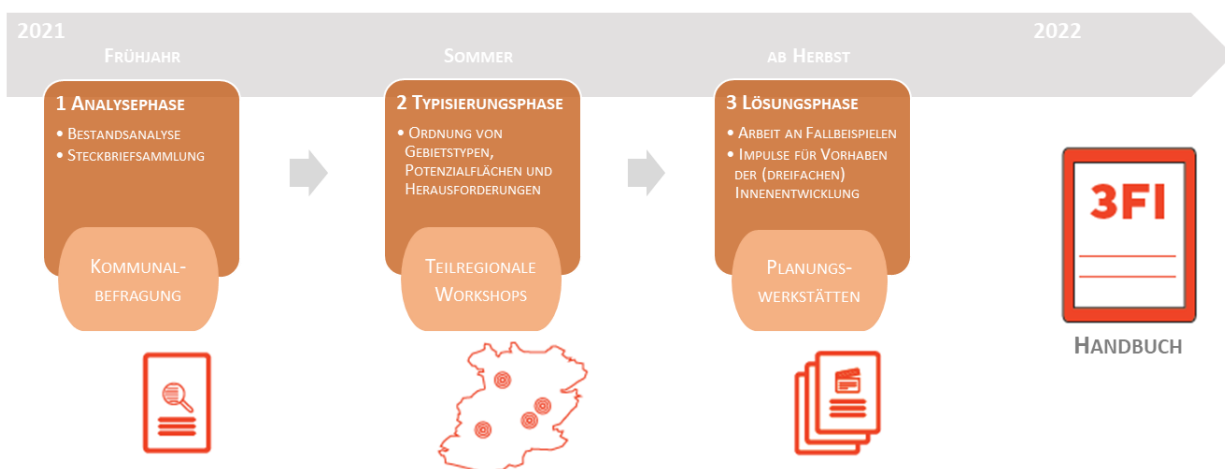 2021
2022
Frühjahr
Sommer
ab Herbst
1 Analysephase
• Bestandsanalyse
• Steckbriefsammlung
Kommunal-
befragung
2 Typisierungsphase
• Ordnung von
Gebietstypen,
Potenzialflächen und
Herausforderungen
Teilregionale
Workshops
3 Lösungsphase
• Arbeit an Fallbeispielen
• Impulse für Vorhaben
der (dreifachen)
Innenentwicklung
Planungs-
werkstätten
3FI
Handbuch